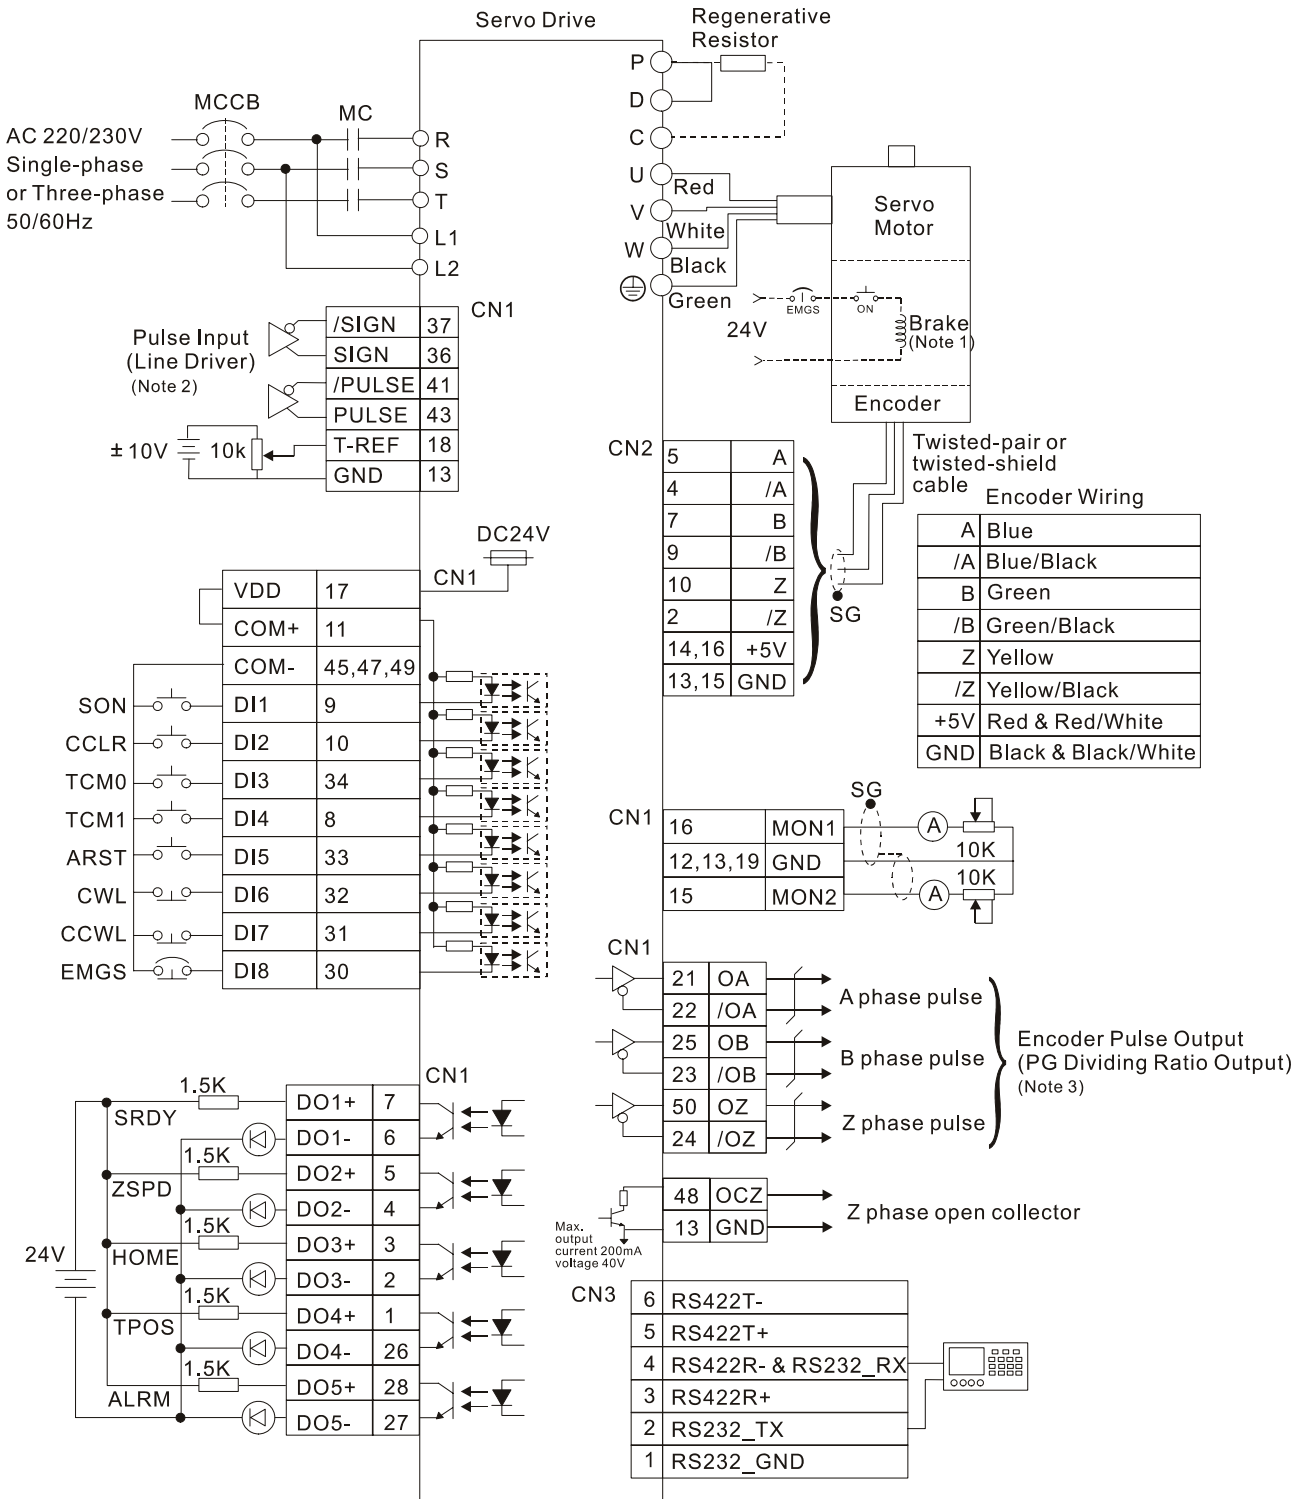 Servo Drive
Regenerative
Resistor
P
D
C
U
V
W
Red
White
Black
Green
MCCB
MC
AC 220/230V
Single-phase
or Three-phase
50/60Hz
R
S
T
L1
L2
Servo
Motor
24V
EMGS
ON
Brake
(Note 1)
Encoder
Pulse Input
(Line Driver)
(Note 2)
± 10V
10k
CN1
/SIGN 37
SIGN 36
/PULSE 41
PULSE 43
T-REF 18
GND 13
CN2
5 A
4 /A
7 B
9 /B
10 Z
2 /Z
14,16 +5V
13,15 GND
SG
Twisted-pair or
twisted-shield
cable
Encoder Wiring
A Blue
/A Blue/Black
B Green
/B Green/Black
Z Yellow
/Z Yellow/Black
+5V Red & Red/White
GND Black & Black/White
DC24V
CN1
VDD 17
COM+ 11
COM- 45,47,49
SON DI1 9
CCLR DI2 10
TCM0 DI3 34
TCM1 DI4 8
ARST DI5 33
CWL DI6 32
CCWL DI7 31
EMGS DI8 30
CN1
SG
16 MON1
12,13,19 GND
15 MON2
A
10K
10K
A
CN1
21 OA
22 /OA
A phase pulse
25 OB
23 /OB
B phase pulse
50 OZ
24 /OZ
Z phase pulse
Encoder Pulse Output
(PG Dividing Ratio Output)
(Note 3)
48 OCZ
13 GND
Z phase open collector
Max.
output
current 200mA
voltage 40V
CN1
24V
1.5K
SRDY
DO1+ 7
DO1- 6
1.5K
ZSPD
DO2+ 5
DO2- 4
1.5K
HOME
DO3+ 3
DO3- 2
1.5K
TPOS
DO4+ 1
DO4- 26
1.5K
ALRM
DO5+ 28
DO5- 27
CN3
6 RS422T-
5 RS422T+
4 RS422R- & RS232_RX
3 RS422R+
2 RS232_TX
1 RS232_GND